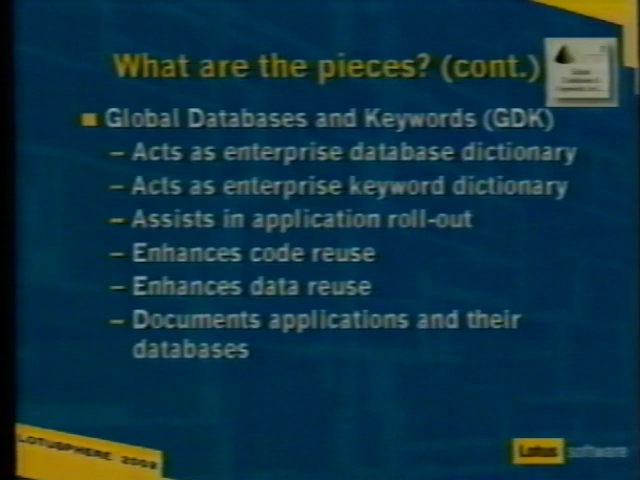 What are the pieces? (cont.)
■ Global Databases and Keywords (GDK)
– Acts as enterprise database dictionary
– Acts as enterprise keyword dictionary
– Assists in application roll-out
– Enhances code reuse
– Enhances data reuse
– Documents applications and their
databases
LOTUSPHERE
Lotus software